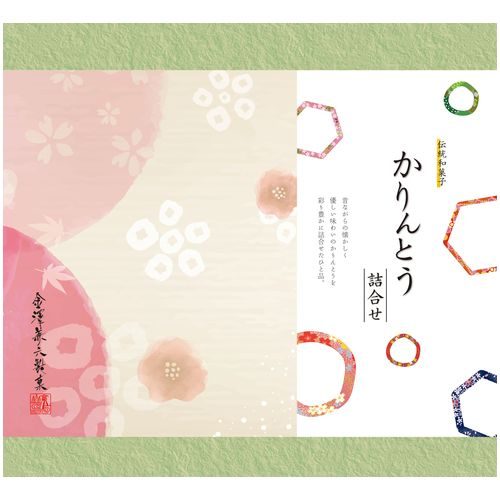 伝統和菓子
かりんとう
詰合せ
昔ながらの懐かしく
優しい味わいのかりんとうを
彩り豊かに詰合せたひと品。
金澤兼六製菓